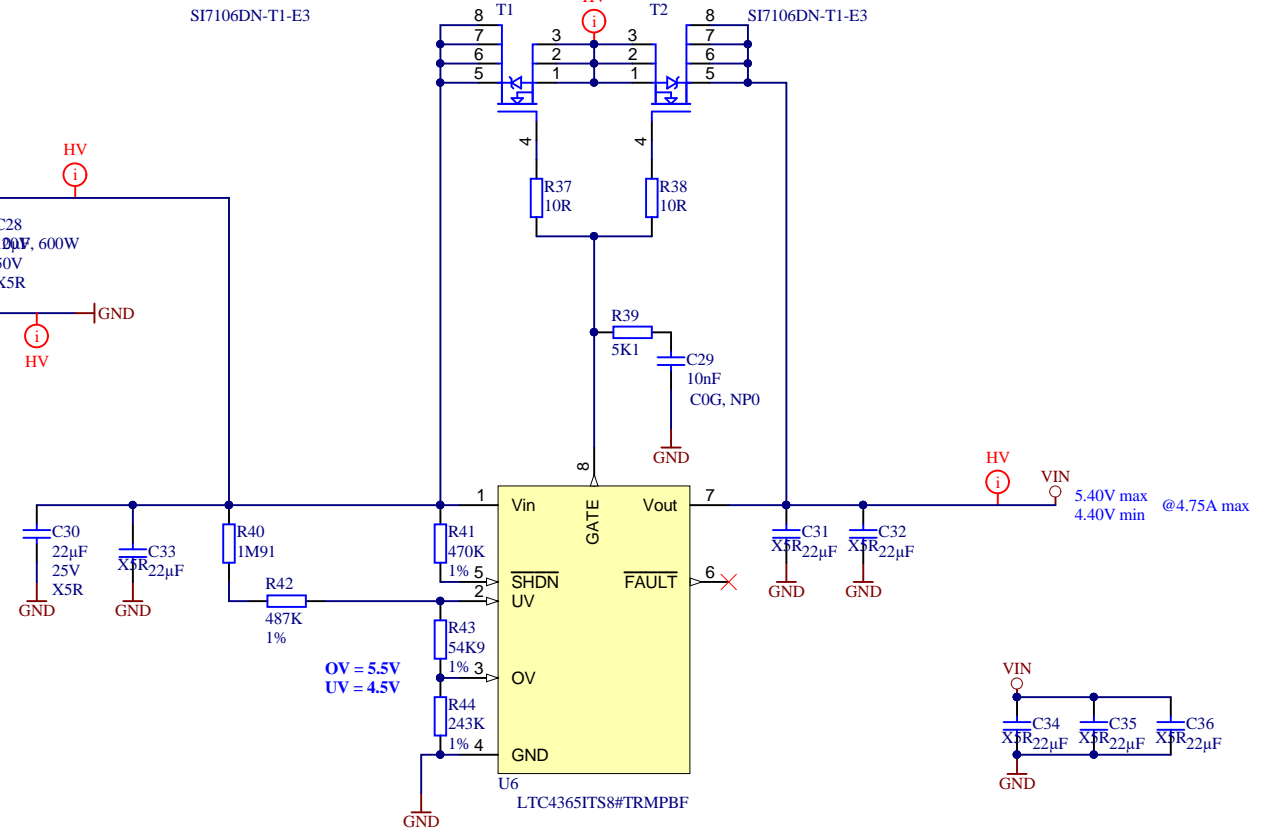 SI7106DN-T1-E3
T1
HV
i
T2
SI7106DN-T1-E3
8
7
6
5
3
2
1
3
2
1
8
7
6
5
4
4
HV
i
R37
10R
R38
10R
C28
, 600W
X5R
GND
i
HV
R39
5K1
C29
10nF
C0G, NP0
GND
8
HV
i
VIN
5.40V max
4.40V min
@4.75A max
1
Vin
GATE
Vout
7
C30
22µF
25V
X5R
GND
C33
X5R
22µF
GND
R40
1M91
R41
470K
1%
5
SHDN
FAULT
6
C31
X5R
22µF
GND
C32
X5R
22µF
GND
R42
487K
1%
2
UV
R43
54K9
1%
3
OV
OV = 5.5V
UV = 4.5V
R44
243K
1%
4
GND
GND
U6
LTC4365ITS8#TRMPBF
VIN
C34
X5R
22µF
C35
X5R
22µF
C36
X5R
22µF
GND